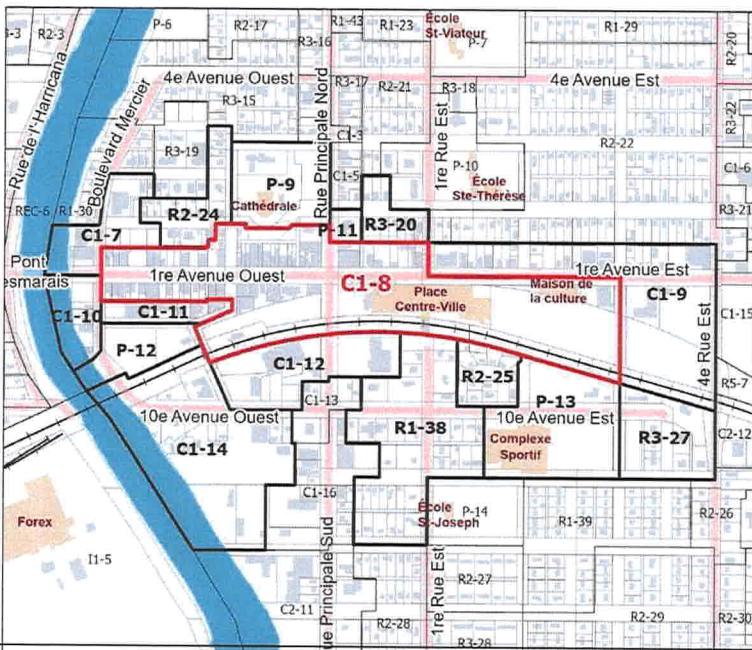 P-6
R2-17
R1-43
R1-23
École
St-Viateur
P-7
R1-29
R2-20
3-3
R2-3
R3-16
4e Avenue Ouest
R3-17
R2-21
R3-18
4e Avenue Est
R3-15
R3-22
Rue de l'Harricana
Boulevard Mercier
Rue Principale Nord
1re Rue Est
C1-3
R2-22
R3-19
P-9
C1-5
P-10
École
Ste-Thérèse
C1-6
REC-6
R1-30
R2-24
Cathédrale
P-11
R3-20
R3-21
C1-7
Pont
esmarais
1re Avenue Ouest
C1-8
1re Avenue Est
Place
Centre-Ville
Maison de
la culture
C1-9
C1-10
C1-11
C1-15
P-12
4e Rue Est
C1-12
R2-25
R5-7
C1-13
P-13
10e Avenue Ouest
10e Avenue Est
C1-14
R1-38
Complexe
Sportif
R3-27
C2-12
C1-16
Forex
École
St-Joseph
P-14
R1-39
R2-26
I1-5
ue Principale Sud
1re Rue Est
R2-27
C2-11
R2-28
R2-29
R2-30
R3-28